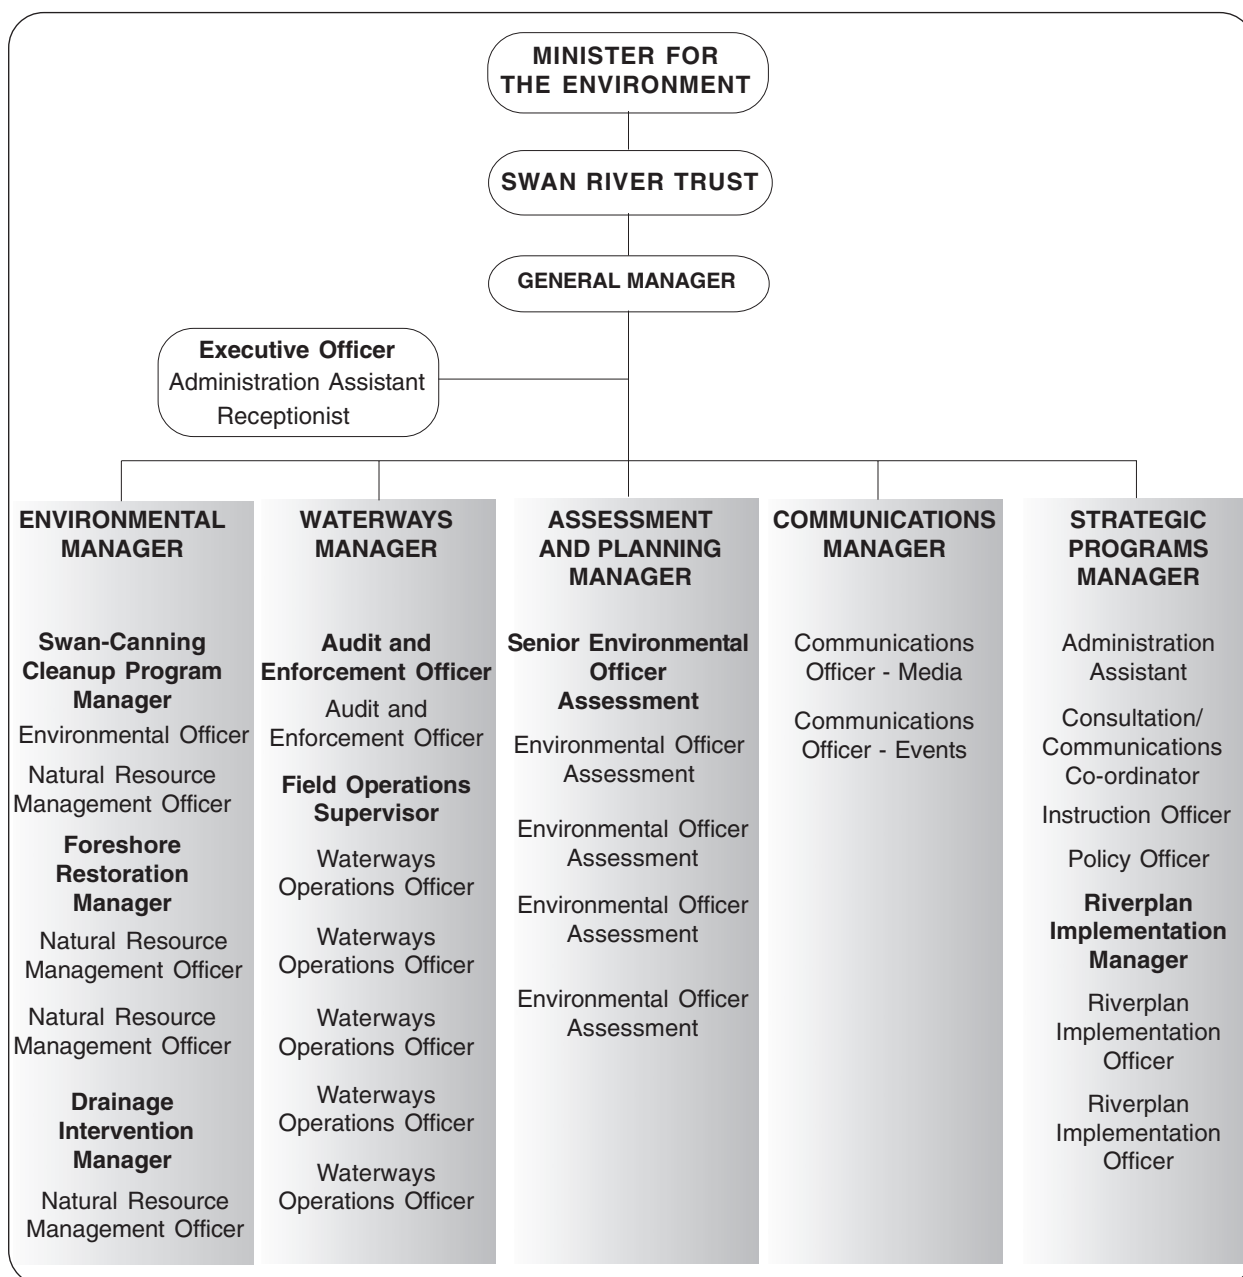 MINISTER FOR
THE ENVIRONMENT
SWAN RIVER TRUST
GENERAL MANAGER
Executive Officer
Administration Assistant
Receptionist
ENVIRONMENTAL
MANAGER
Swan-Canning
Cleanup Program
Manager
Environmental Officer
Natural Resource
Management Officer
Foreshore
Restoration
Manager
Natural Resource
Management Officer
Natural Resource
Management Officer
Drainage
Intervention
Manager
Natural Resource
Management Officer
WATERWAYS
MANAGER
Audit and
Enforcement Officer
Audit and
Enforcement Officer
Field Operations
Supervisor
Waterways
Operations Officer
Waterways
Operations Officer
Waterways
Operations Officer
Waterways
Operations Officer
Waterways
Operations Officer
ASSESSMENT
AND PLANNING
MANAGER
Senior Environmental
Officer
Assessment
Environmental Officer
Assessment
Environmental Officer
Assessment
Environmental Officer
Assessment
Environmental Officer
Assessment
COMMUNICATIONS
MANAGER
Communications
Officer - Media
Communications
Officer - Events
STRATEGIC
PROGRAMS
MANAGER
Administration
Assistant
Consultation/
Communications
Co-ordinator
Instruction Officer
Policy Officer
Riverplan
Implementation
Manager
Riverplan
Implementation
Officer
Riverplan
Implementation
Officer